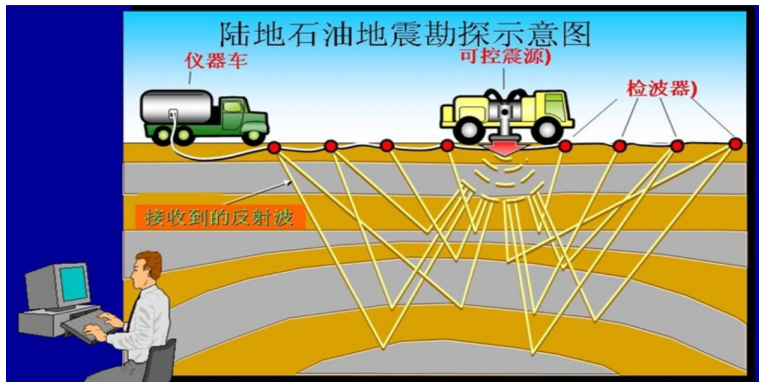 陆地石油地震勘探示意图
仪器车
可控震源)
检波器)
接收到的反射波